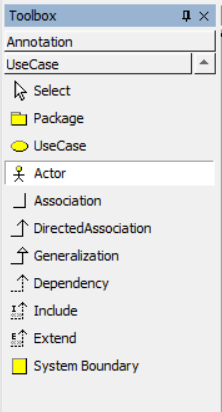 Toolbox
Annotation
UseCase
Select
Package
UseCase
Actor
Association
DirectedAssociation
Generalization
Dependency
Include
Extend
System Boundary